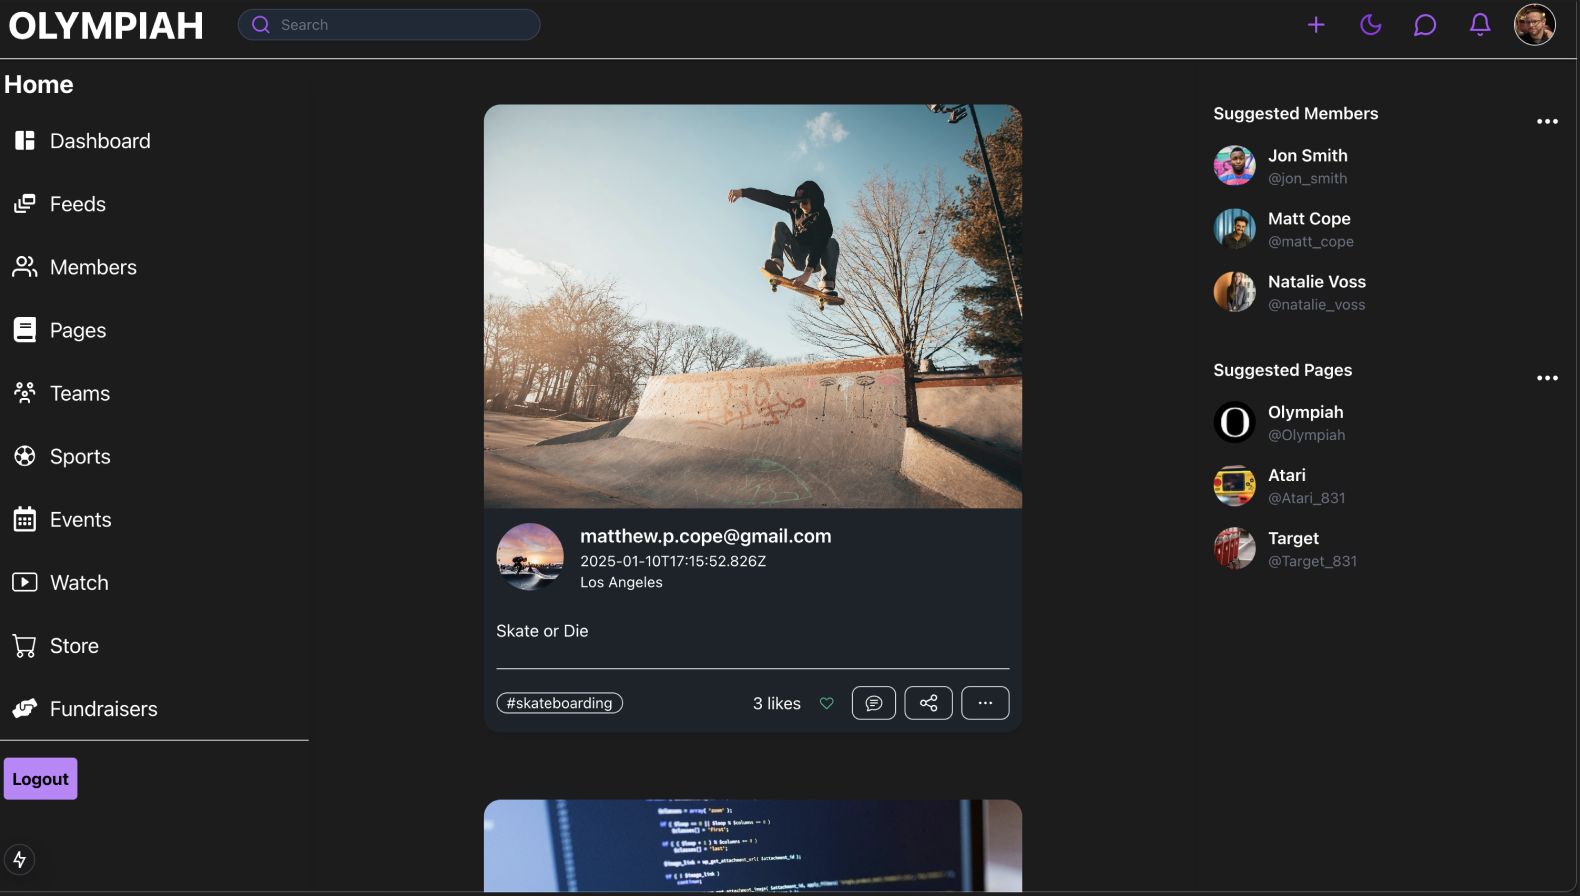 OLYMPIAH
Search
Home
Dashboard
Feeds
Members
Pages
Teams
Sports
Events
Watch
Store
Fundraisers
Logout
matthew.p.cope@gmail.com
2025-01-10T17:15:52.826Z
Los Angeles
Skate or Die
#skateboarding
3 likes
Suggested Members
Jon Smith
@jon_smith
Matt Cope
@matt_cope
Natalie Voss
@natalie_voss
Suggested Pages
Olympiah
@Olympiah
Atari
@Atari_831
Target
@Target_831